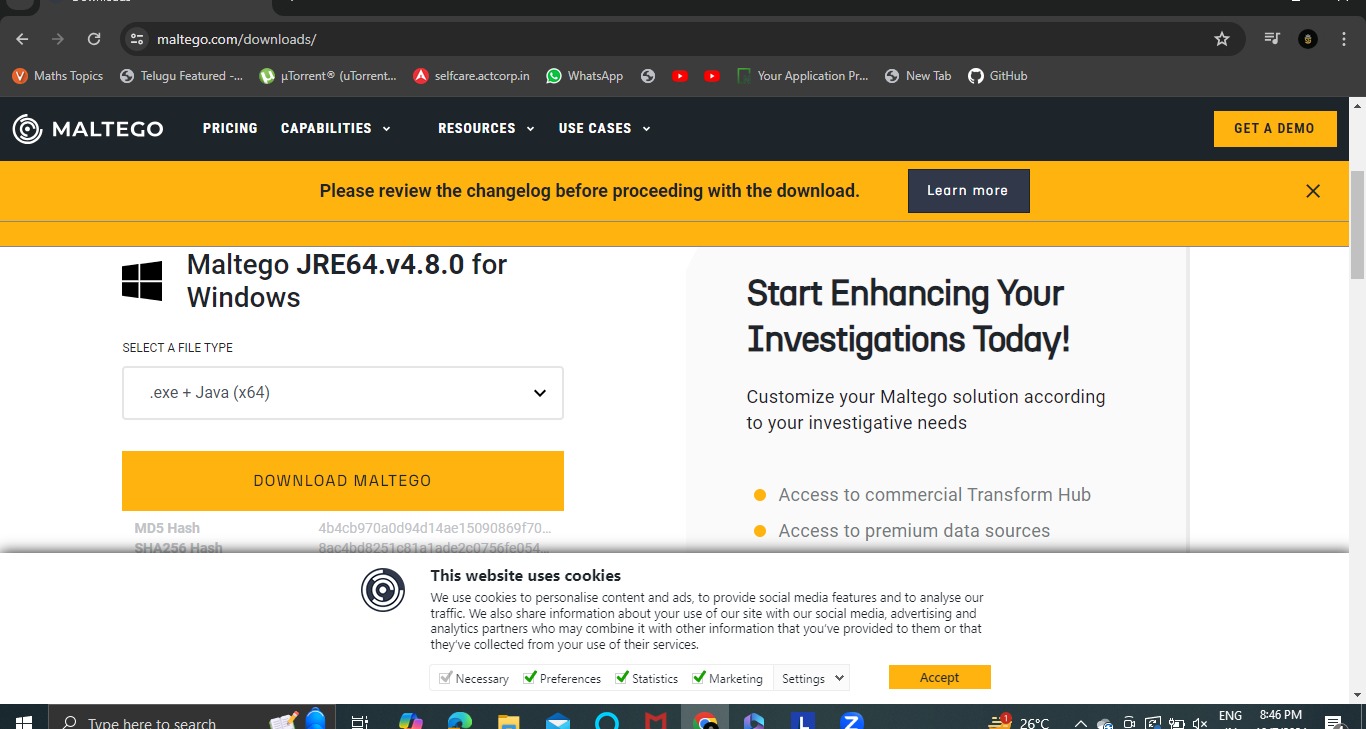 maltego.com/downloads/
Maths Topics
Telugu Featured -...
µTorrent® (uTorrent...
selfcare.actcorp.in
WhatsApp
Your Application Pr...
New Tab
GitHub
MALTEGO
PRICING
CAPABILITIES
RESOURCES
USE CASES
GET A DEMO
Please review the changelog before proceeding with the download.
Learn more
Maltego JRE64.v4.8.0 for
Windows
SELECT A FILE TYPE
.exe + Java (x64)
DOWNLOAD MALTEGO
MD5 Hash
4b4cb970a0d94d14ae15090869f70...
SHA256 Hash
8ac4bd8251c81a1ade2c0756fe054...
Start Enhancing Your
Investigations Today!
Customize your Maltego solution according
to your investigative needs
Access to commercial Transform Hub
Access to premium data sources
This website uses cookies
We use cookies to personalise content and ads, to provide social media features and to analyse our
traffic. We also share information about your use of our site with our social media, advertising and
analytics partners who may combine it with other information that you've provided to them or that
they've collected from your use of their services.
Necessary
Preferences
Statistics
Marketing
Settings
Accept
Type here to search
1
26°C
ENG
8:46 PM